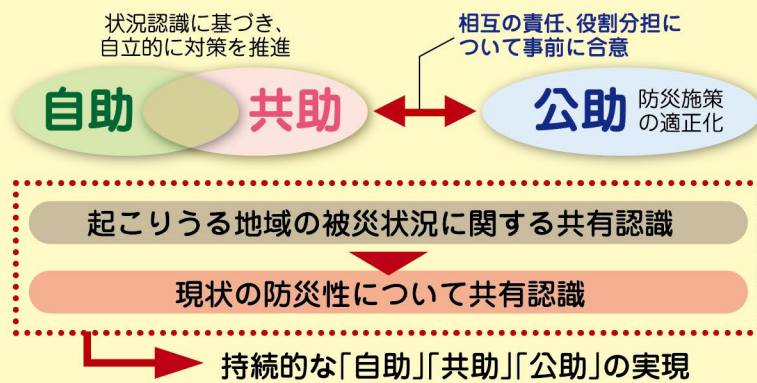 状況認識に基づき、
自立的に対策を推進
相互の責任、役割分担に
ついて事前に合意
自助
共助
公助
防災施策
の適正化
起こりうる地域の被災状況に関する共有認識
現状の防災性について共有認識
持続的な「自助」「共助」「公助」の実現